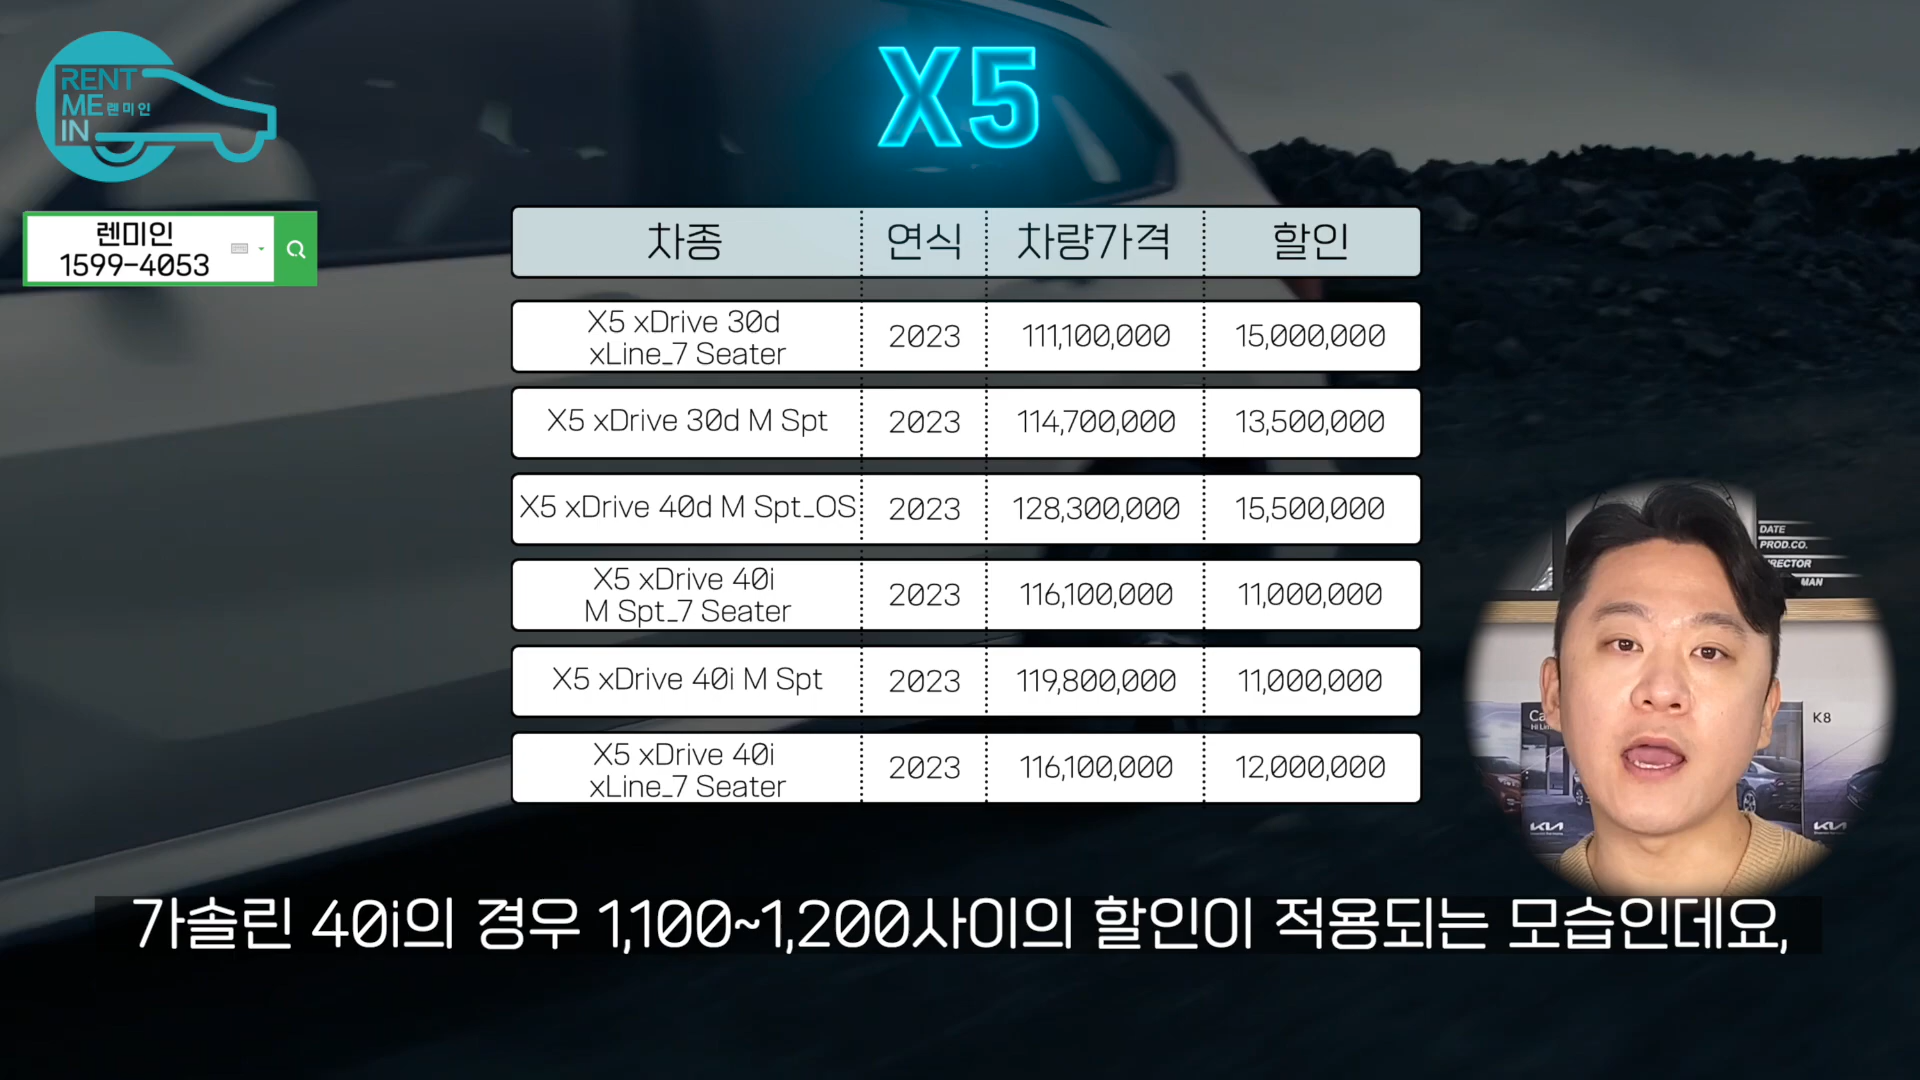 X5
RENT
ME 렌미인
IN
렌미인
1599-4053
차종 연식 차량가격 할인
X5 xDrive 30d
xLine_7 Seater
2023 111,100,000 15,000,000
X5 xDrive 30d M Spt 2023 114,700,000 13,500,000
X5 xDrive 40d M Spt_OS 2023 128,300,000 15,500,000
X5 xDrive 40i
M Spt_7 Seater
2023 116,100,000 11,000,000
X5 xDrive 40i M Spt 2023 119,800,000 11,000,000
X5 xDrive 40i
xLine_7 Seater
2023 116,100,000 12,000,000
DATE
PROD.CO.
RECTOR
MAN
Ca
K8
가솔린 40i의 경우 1,100~1,200사이의 할인이 적용되는 모습인데요,